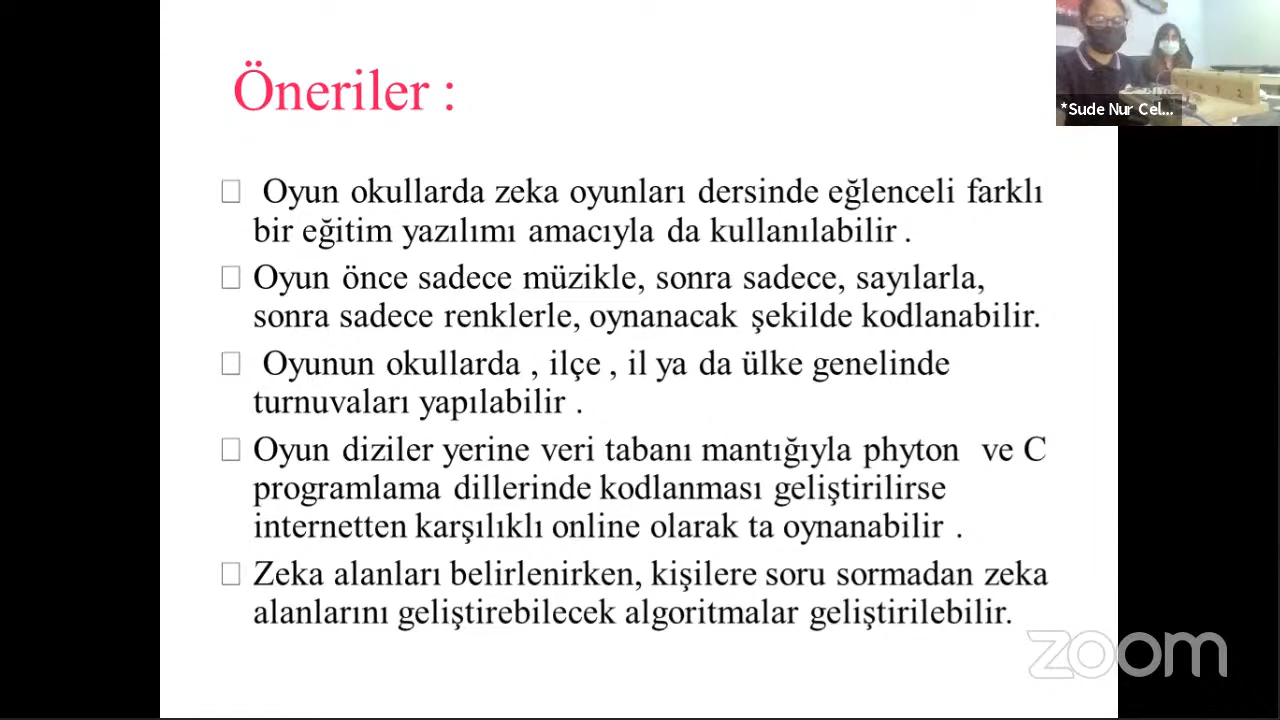 Öneriler :
*Sude Nur Cel...
Oyun okullarda zeka oyunları dersinde eğlenceli farklı
bir eğitim yazılımı amacıyla da kullanılabilir .
Oyun önce sadece müzikle, sonra sadece, sayılarla,
sonra sadece renklerle, oynanacak şekilde kodlanabilir.
Oyunun okullarda , ilçe , il ya da ülke genelinde
turnuvaları yapılabilir .
Oyun diziler yerine veri tabanı mantığıyla phyton ve C
programlama dillerinde kodlanması geliştirilirse
internetten karşılıklı online olarak ta oynanabilir .
Zeka alanları belirlenirken, kişilere soru sormadan zeka
alanlarını geliştirebilecek algoritmalar geliştirilebilir.
zoom